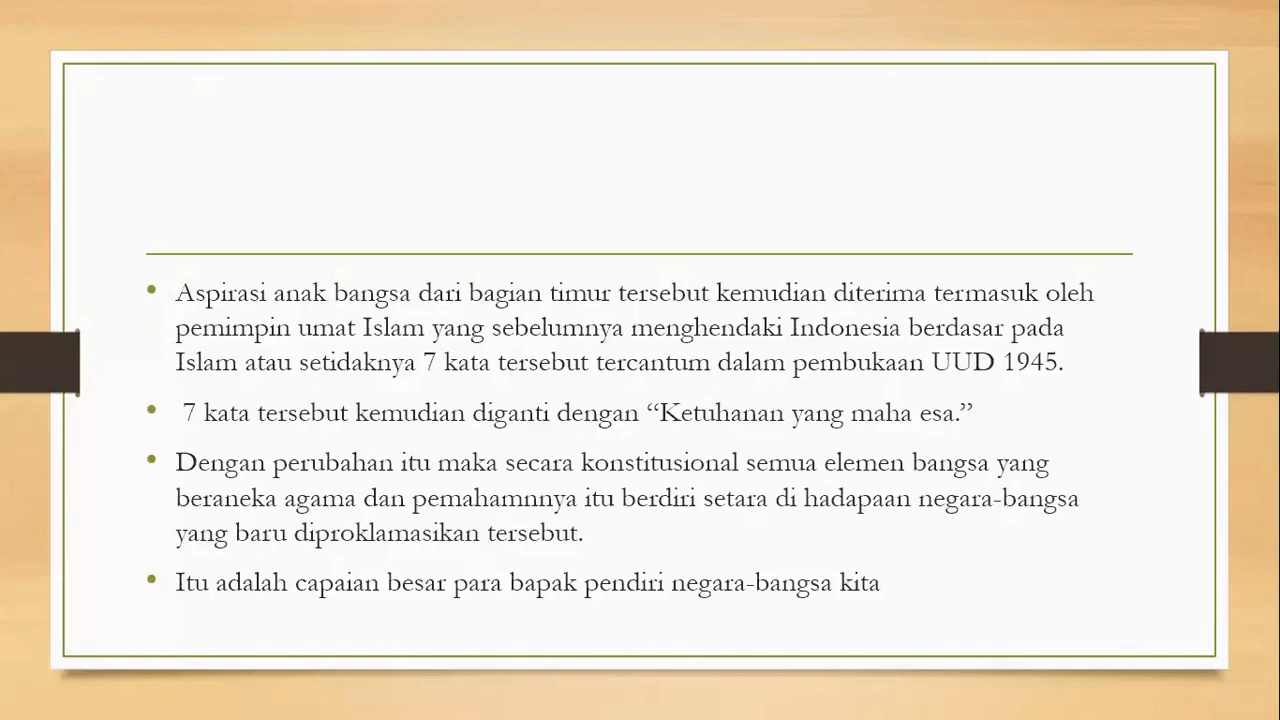 • Aspirasi anak bangsa dari bagian timur tersebut kemudian diterima termasuk oleh
pemimpin umat Islam yang sebelumnya menghendaki Indonesia berdasar pada
Islam atau setidaknya 7 kata tersebut tercantum dalam pembukaan UUD 1945.
• 7 kata tersebut kemudian diganti dengan “Ketuhanan yang maha esa.”
• Dengan perubahan itu maka secara konstitusional semua elemen bangsa yang
beraneka agama dan pemahamnnya itu berdiri setara di hadapaan negara-bangsa
yang baru diproklamasikan tersebut.
• Itu adalah capaian besar para bapak pendiri negara-bangsa kita